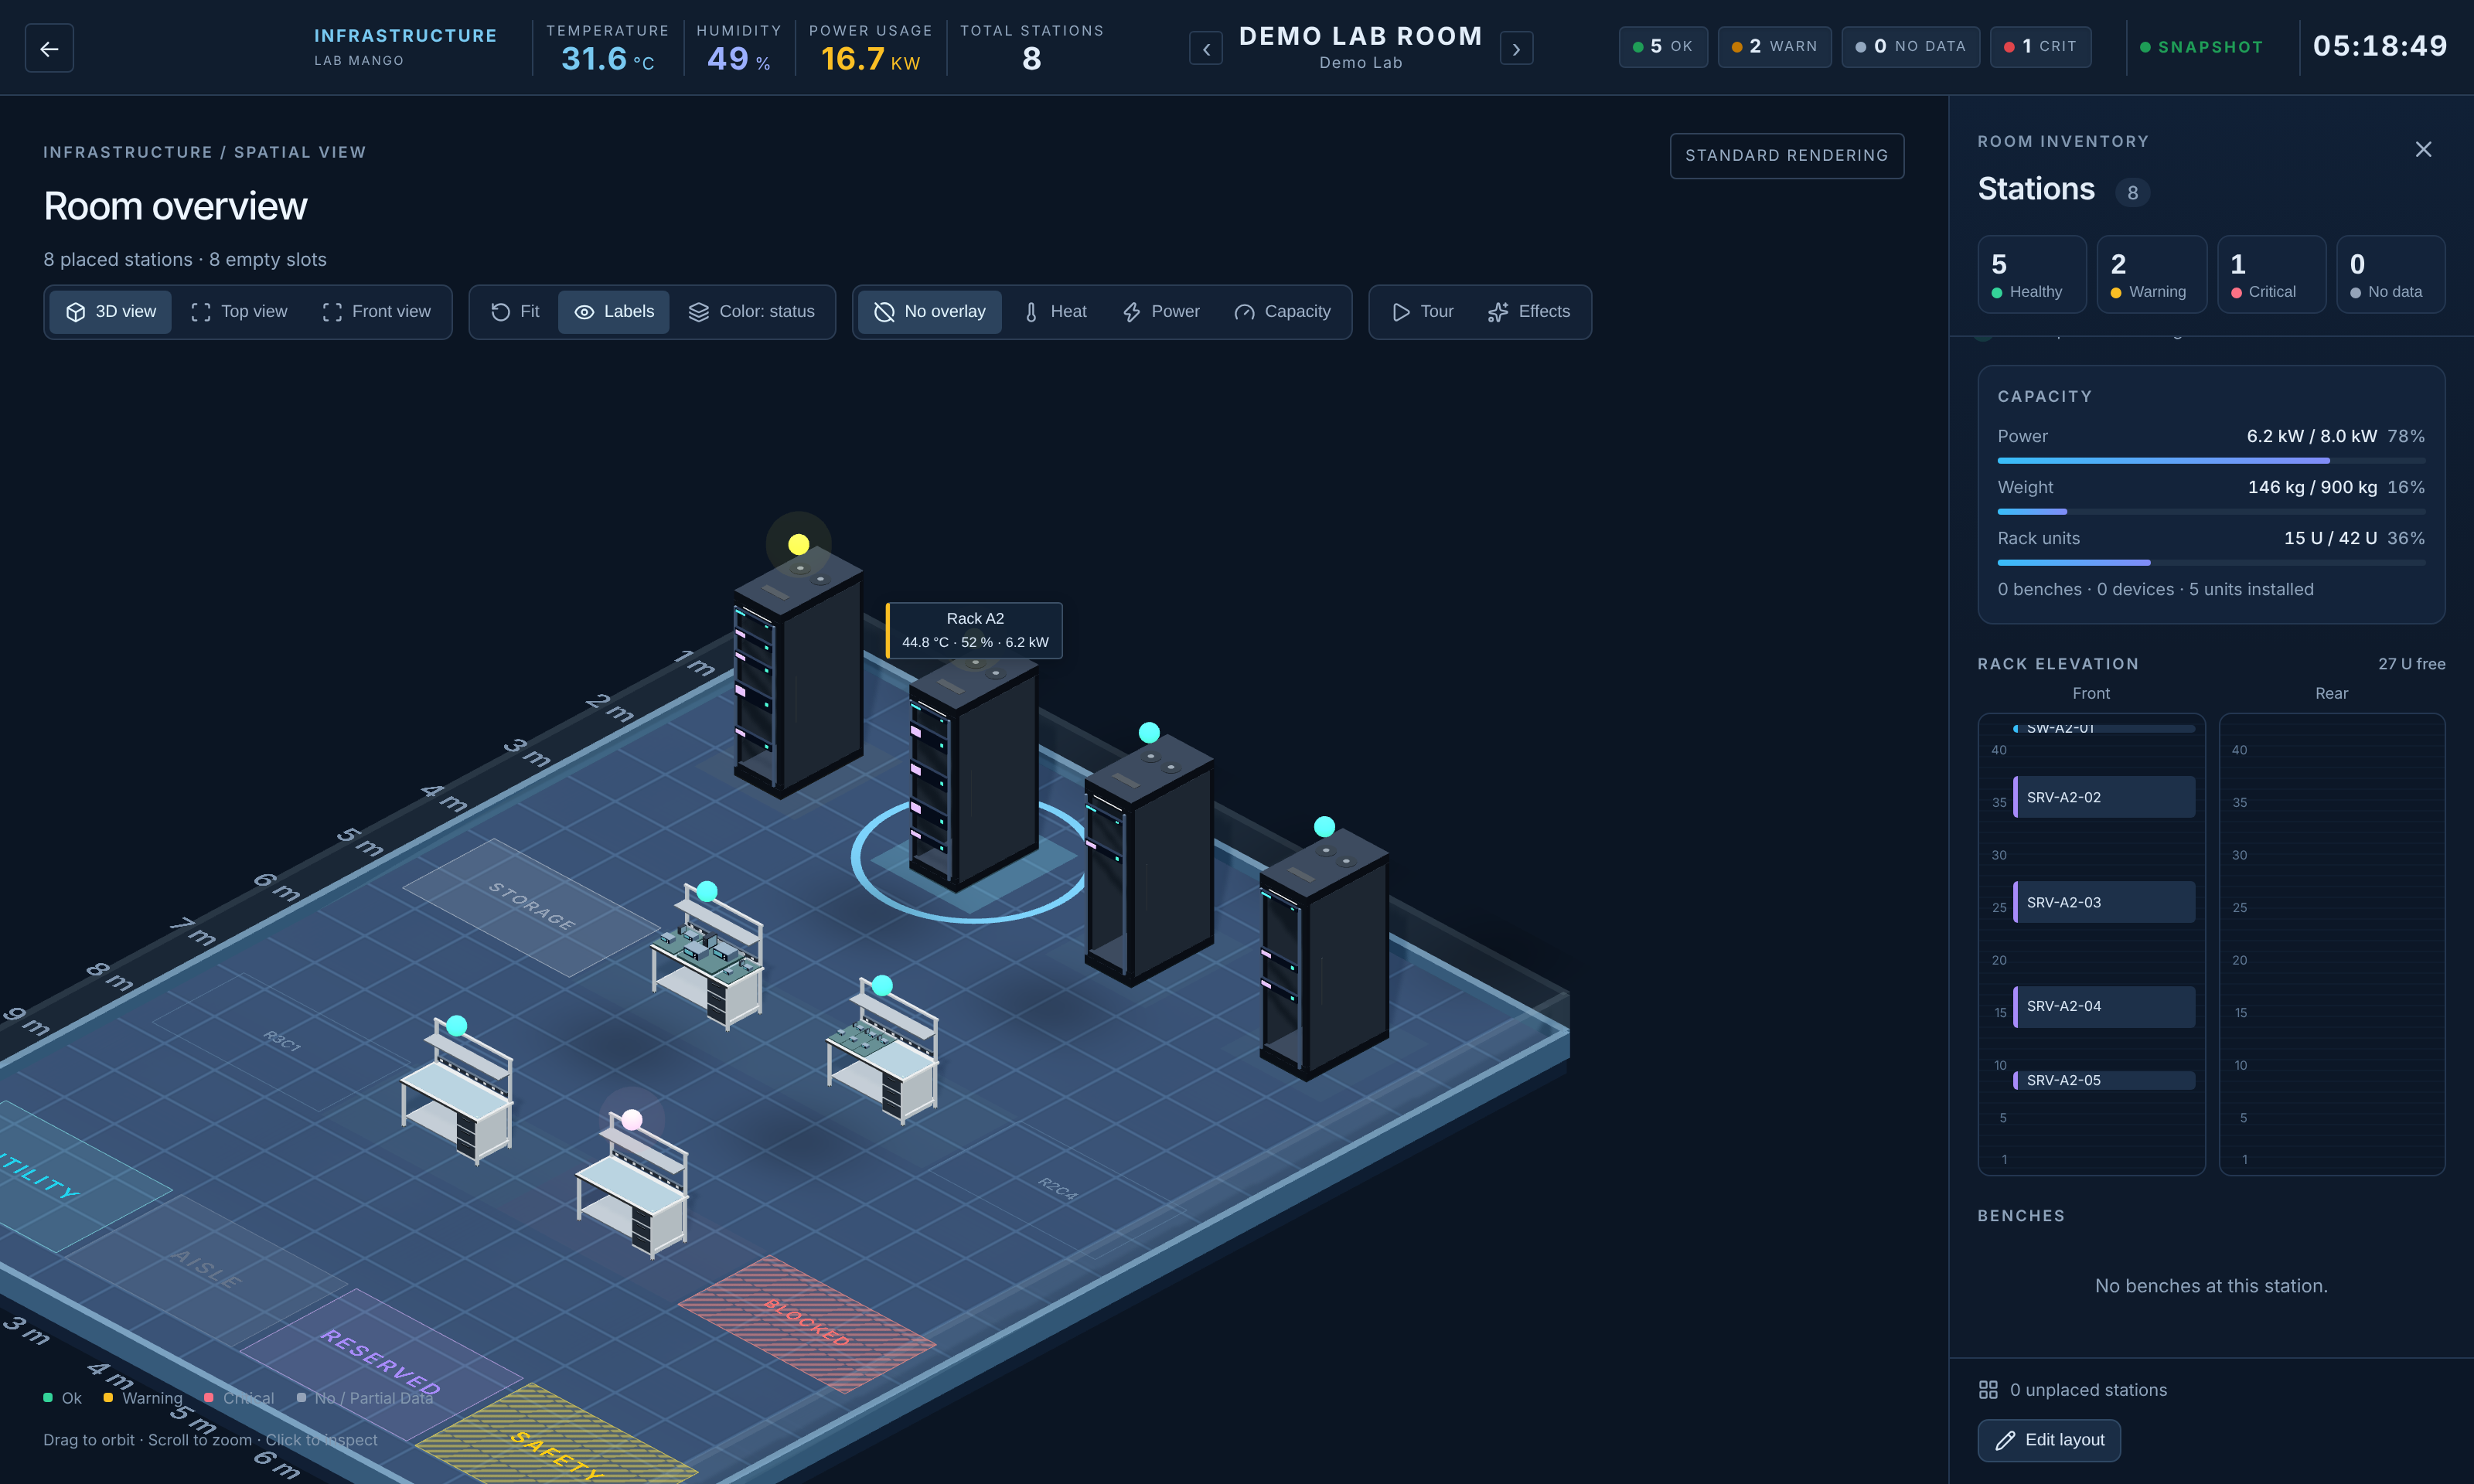 INFRASTRUCTURE
LAB MANGO
TEMPERATURE
31.6 °C
HUMIDITY
49 %
POWER USAGE
16.7 KW
TOTAL STATIONS
8
DEMO LAB ROOM
Demo Lab
5 OK
2 WARN
0 NO DATA
1 CRIT
SNAPSHOT
05:18:49
INFRASTRUCTURE / SPATIAL VIEW
Room overview
8 placed stations · 8 empty slots
STANDARD RENDERING
3D view
Top view
Front view
Fit
Labels
Color: status
No overlay
Heat
Power
Capacity
Tour
Effects
Rack A2
44.8 °C · 52 % · 6.2 kW
1 m
2 m
3 m
4 m
5 m
6 m
7 m
8 m
9 m
STORAGE
R3C1
R2C4
AISLE
RESERVED
BLOCKED
SAFETY
3 m
4 m
5 m
6 m
Ok
Warning
Critical
No / Partial Data
Drag to orbit · Scroll to zoom · Click to inspect
ROOM INVENTORY
Stations 8
5
Healthy
2
Warning
1
Critical
0
No data
CAPACITY
Power 6.2 kW / 8.0 kW 78%
Weight 146 kg / 900 kg 16%
Rack units 15 U / 42 U 36%
0 benches · 0 devices · 5 units installed
RACK ELEVATION 27 U free
Front
Rear
SW-A2-01
40
SRV-A2-02
35
30
SRV-A2-03
25
20
SRV-A2-04
15
10
SRV-A2-05
5
1
40
35
30
25
20
15
10
5
1
BENCHES
No benches at this station.
0 unplaced stations
Edit layout